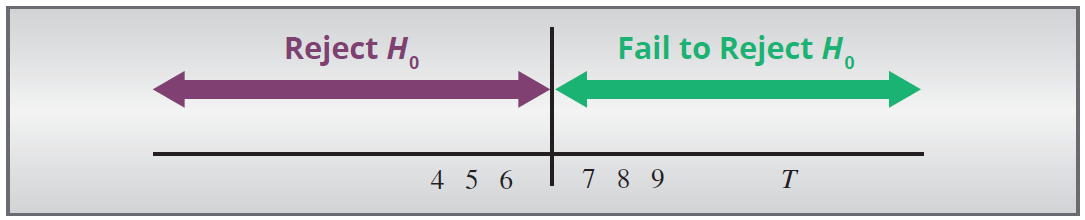 Reject H₀ Fail to Reject H₀
4 5 6 7 8 9 T